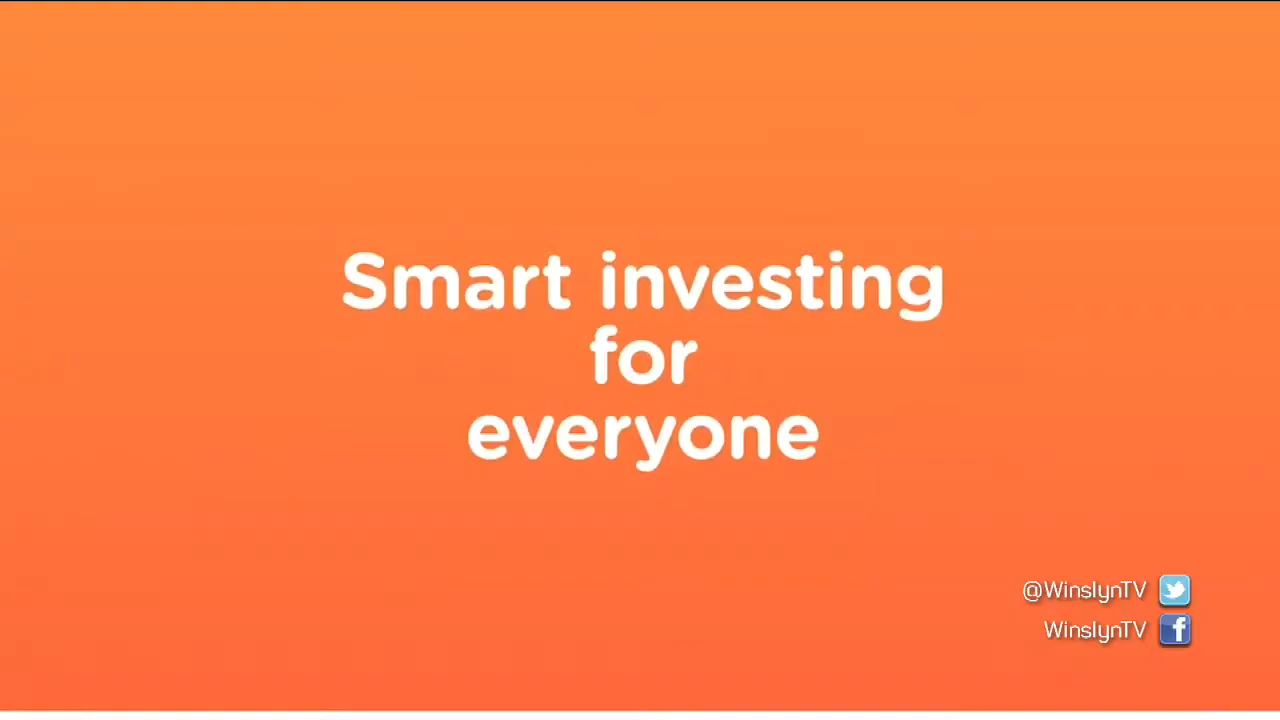 Smart investing
for
everyone
@WinslynTV
WinslynTV